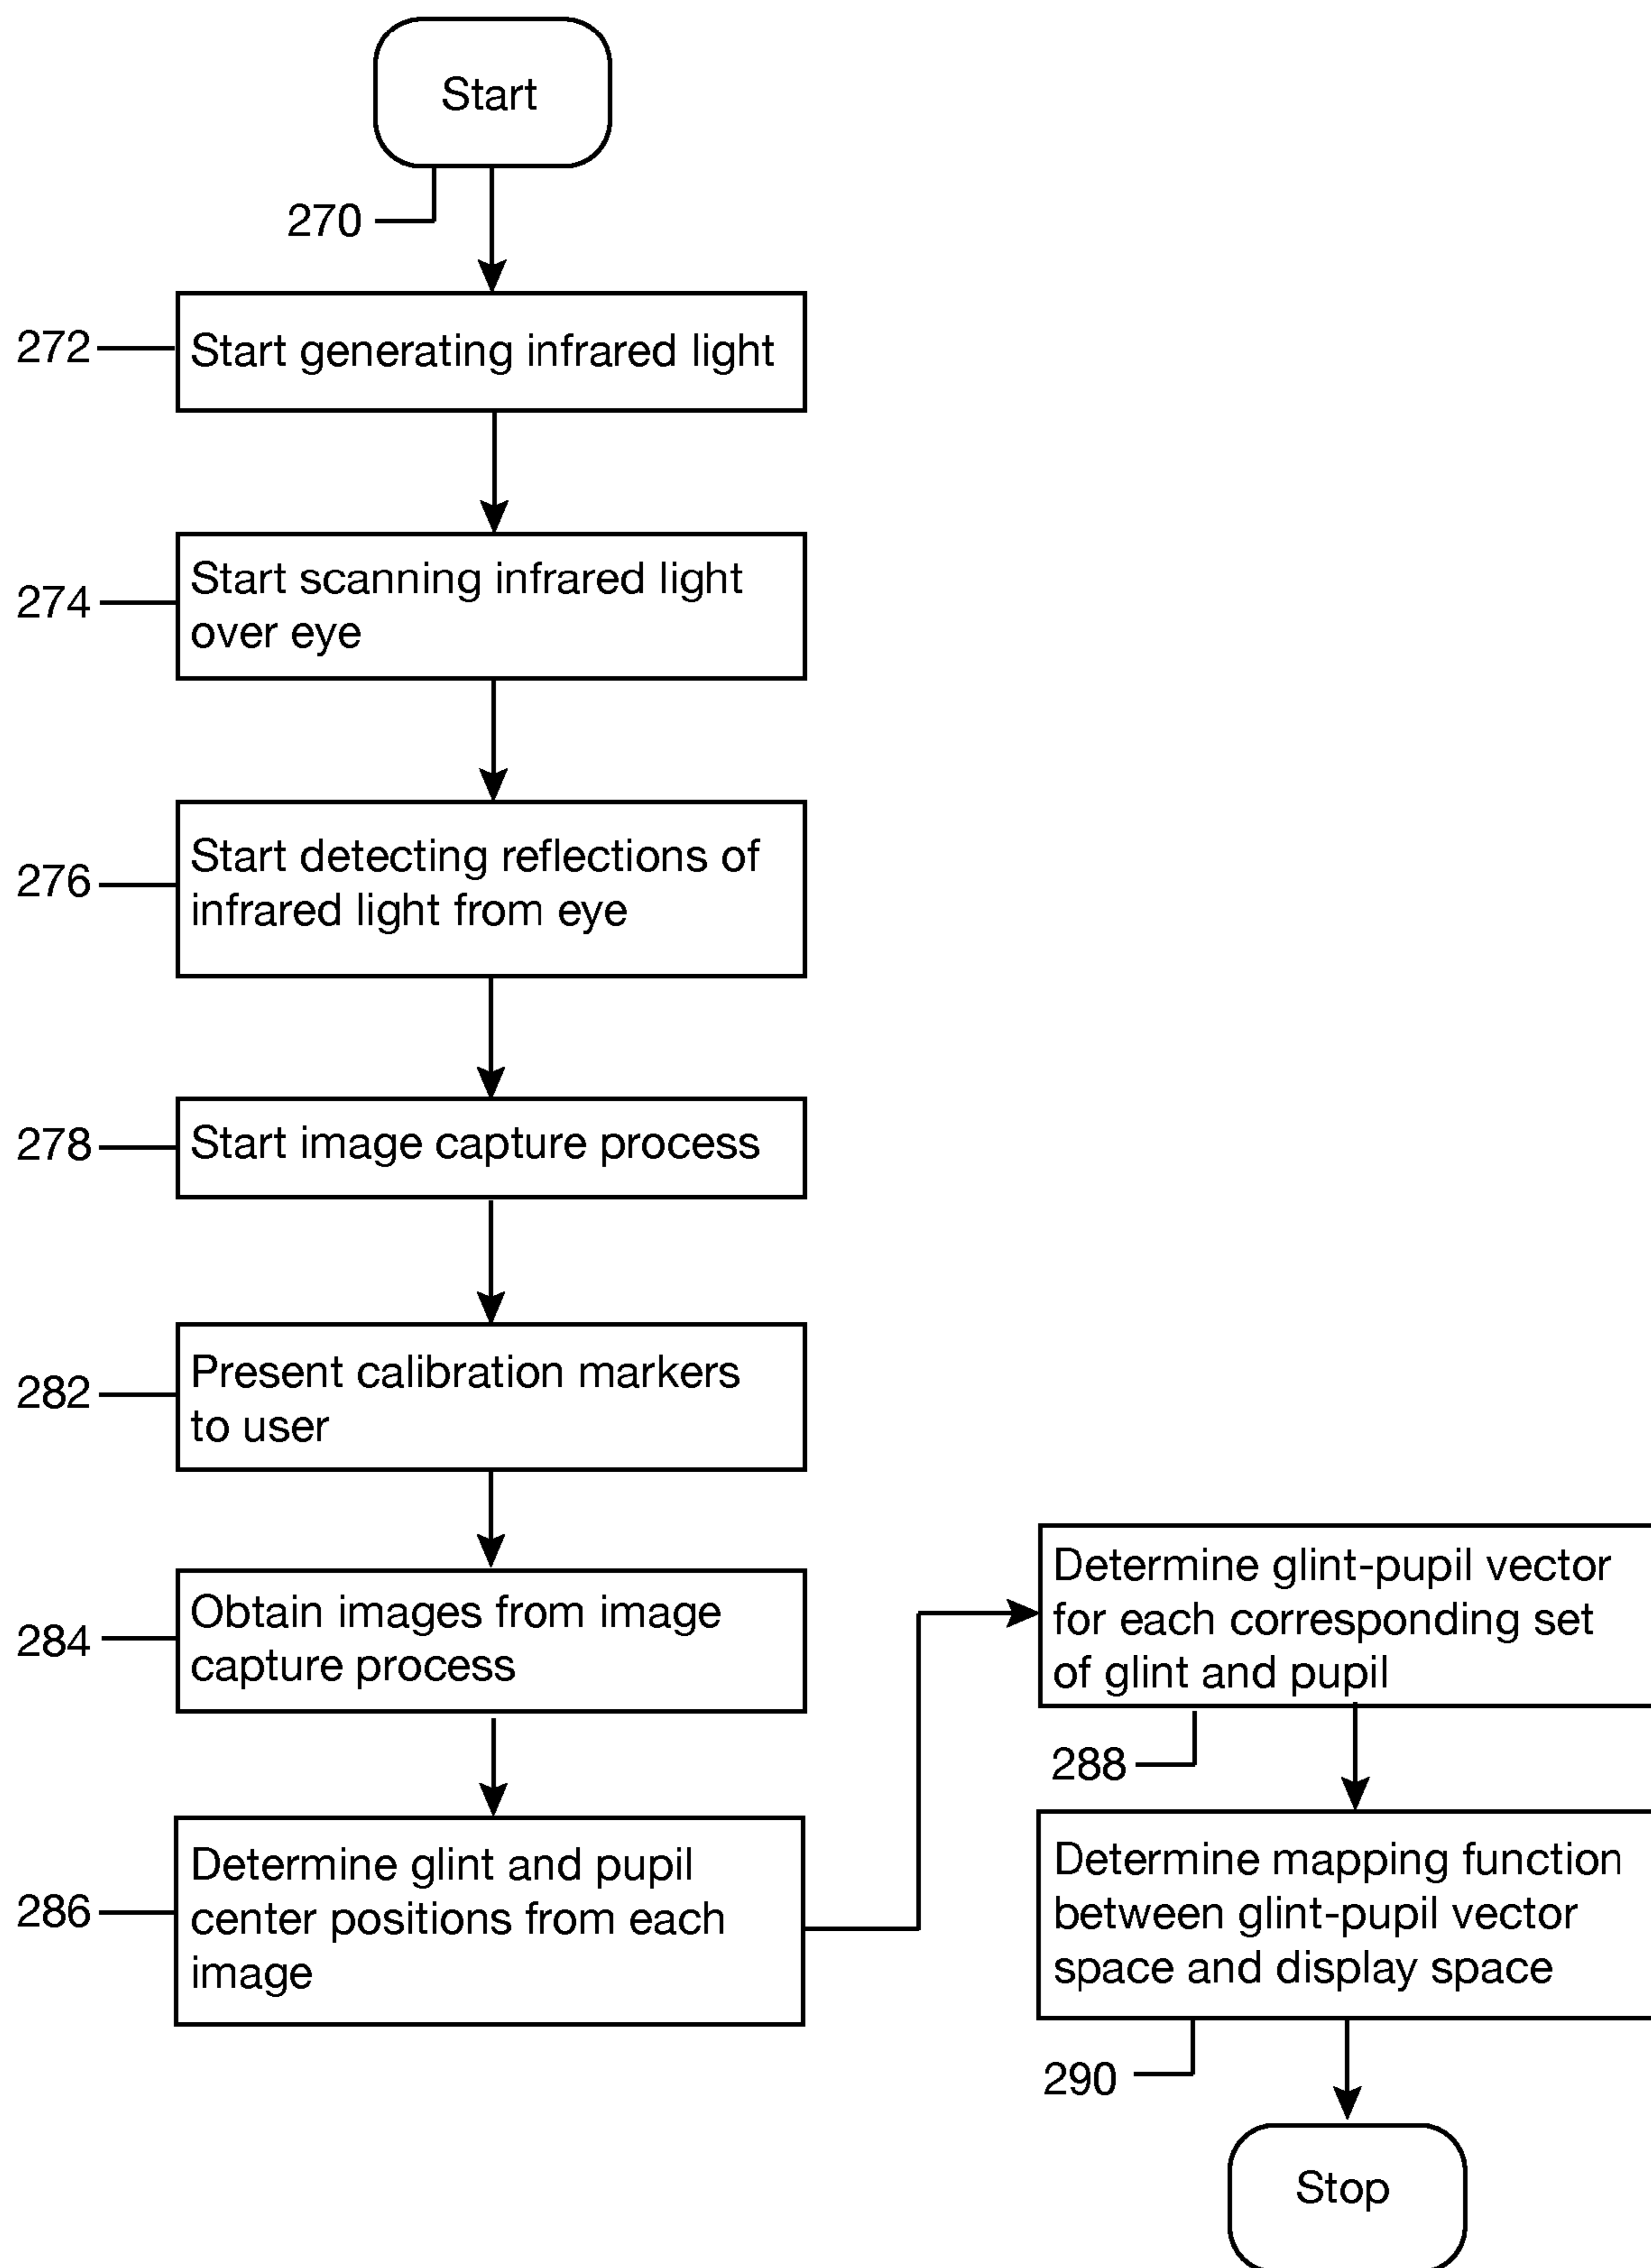 Start
270
272
Start generating infrared light
274
Start scanning infrared light
over eye
276
Start detecting reflections of
infrared light from eye
278
Start image capture process
282
Present calibration markers
to user
284
Obtain images from image
capture process
286
Determine glint and pupil
center positions from each
image
Determine glint-pupil vector
for each corresponding set
of glint and pupil
288
Determine mapping function
between glint-pupil vector
space and display space
290
Stop